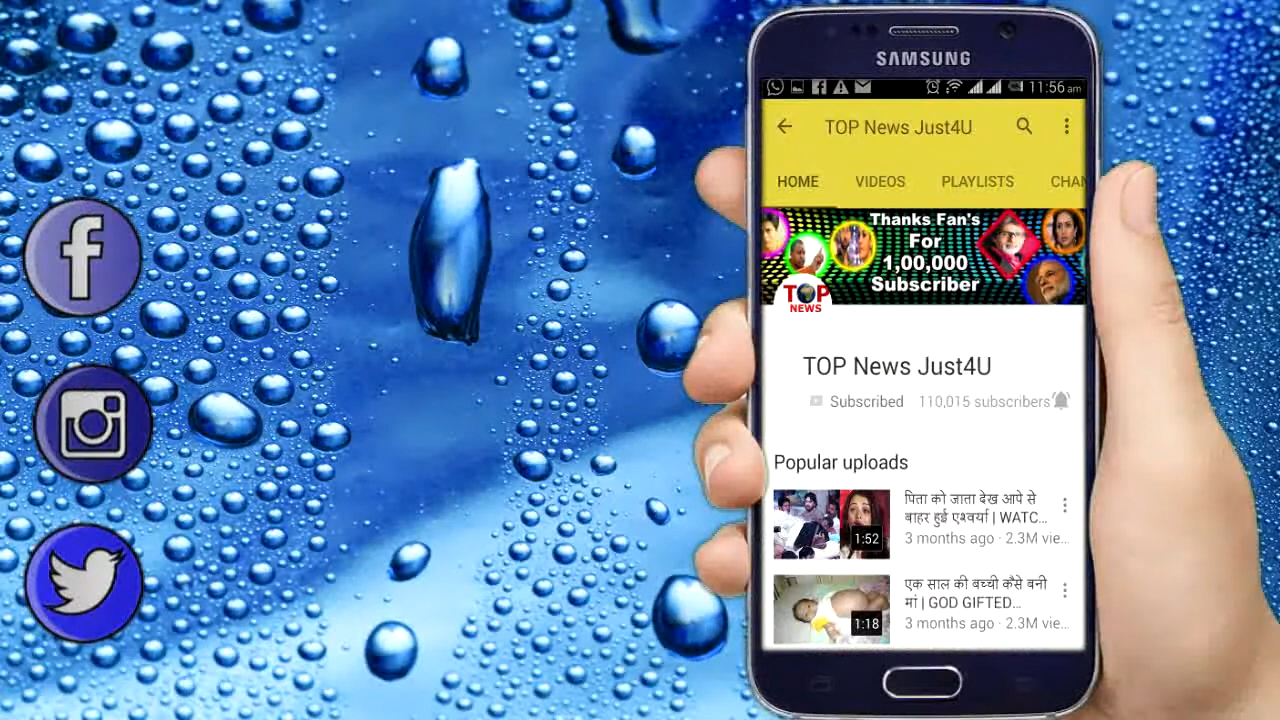 SAMSUNG
11:56 am
TOP News Just4U
HOME VIDEOS PLAYLISTS CHAN
Thanks Fan's
For
1,00,000
Subscriber
TOP
NEWS
TOP News Just4U
Subscribed 110,015 subscribers
Popular uploads
पिता को जाता देख आपे से
बाहर हुई एश्वर्या | WATC...
3 months ago · 2.3M vie...
1:52
एक साल की बच्ची कैसे बनी
मां | GOD GIFTED...
3 months ago · 2.3M vie...
1:18